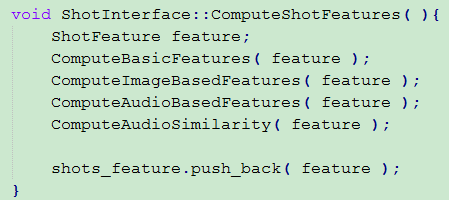 void ShotInterface::ComputeShotFeatures( ){
ShotFeature feature;
ComputeBasicFeatures( feature );
ComputeImageBasedFeatures( feature );
ComputeAudioBasedFeatures( feature );
ComputeAudioSimilarity( feature );
shots_feature.push_back( feature );
}